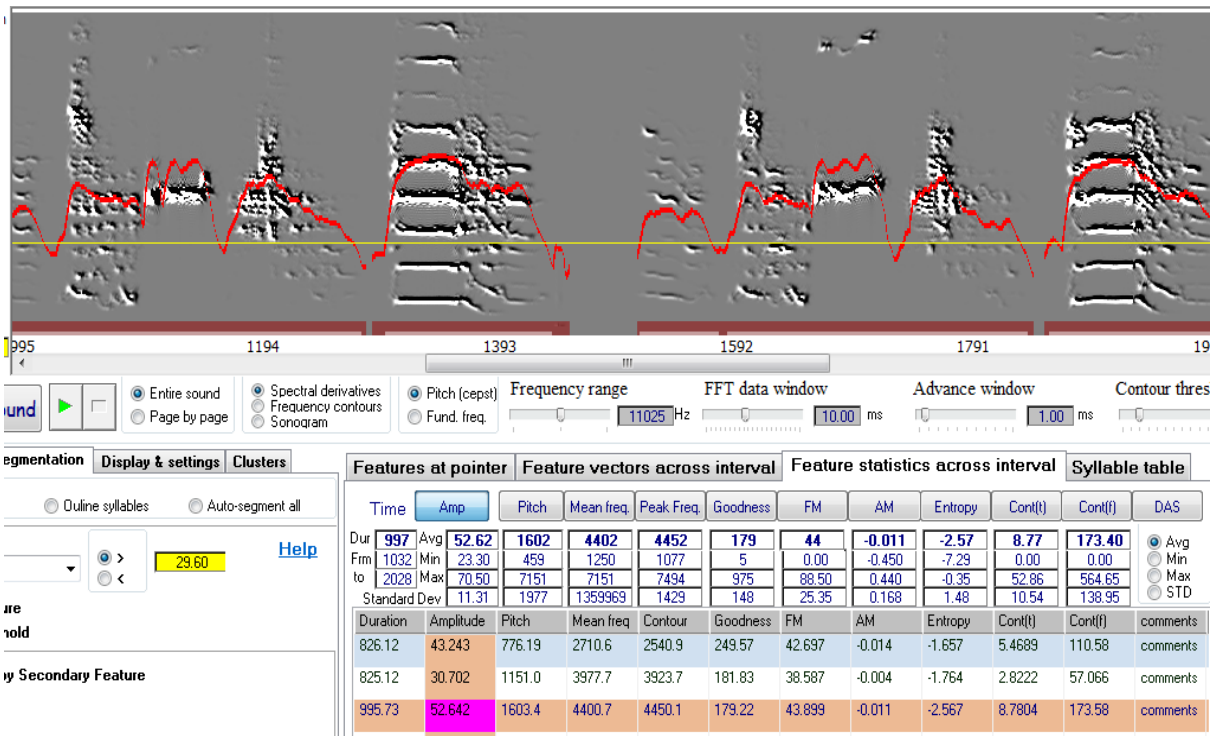 995 1194 1393 1592 1791 19
und Entire sound Spectral derivatives Pitch (cepst) Frequency range FFT data window Advance window Contour thres
Page by page Frequency contours Fund. freq. 11025 Hz 10.00 ms 1.00 ms
Sonogram
egmentation Display & settings Clusters
Features at pointer Feature vectors across interval Feature statistics across interval Syllable table
Ouline syllables Auto-segment all
Time Amp Pitch Mean freq. Peak Freq. Goodness FM AM Entropy Cont(t) Cont(f) DAS
Dur 997 Avg 52.62 1602 4402 4452 179 44 -0.011 -2.57 8.77 173.40 Avg
Frm 1032 Min 23.30 459 1250 1077 5 0.00 -0.450 -7.29 0.00 0.00 Min
to 2028 Max 70.50 7151 7151 7494 975 88.50 0.440 -0.35 52.86 564.65 Max
Standard Dev 11.31 1977 1359969 1429 148 25.35 0.168 1.48 10.54 138.95 STD
> 29.60 Help
<
ure
hold
by Secondary Feature
Duration Amplitude Pitch Mean freq Contour Goodness FM AM Entropy Cont(t) Cont(f) comments
826.12 43.243 776.19 2710.6 2540.9 249.57 42.697 -0.014 -1.657 5.4689 110.58 comments
825.12 30.702 1151.0 3977.7 3923.7 181.83 38.587 -0.004 -1.764 2.8222 57.066 comments
995.73 52.642 1603.4 4400.7 4450.1 179.22 43.899 -0.011 -2.567 8.7804 173.58 comments